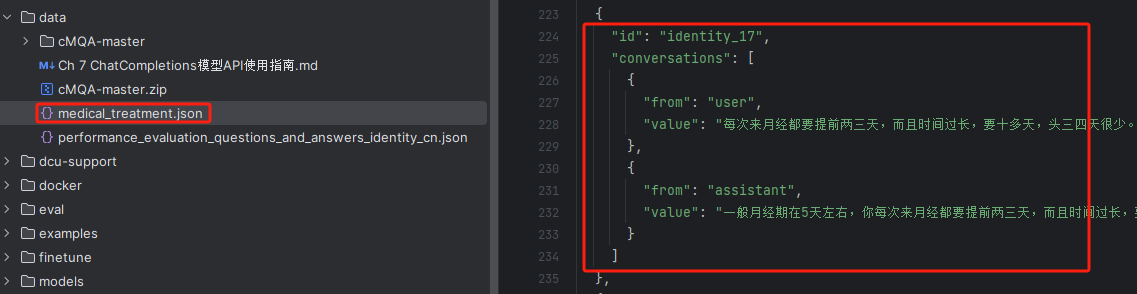 data
cMQA-master
Ch 7 ChatCompletions模型API使用指南.md
cMQA-master.zip
medical_treatment.json
performance_evaluation_questions_and_answers_identity_cn.json
dcu-support
docker
eval
examples
finetune
models
223 {
224 "id": "identity_17",
225 "conversations": [
226 {
227 "from": "user",
228 "value": "每次来月经都要提前两三天，而且时间过长，要十多天，头三四天很少。
229 },
230 {
231 "from": "assistant",
232 "value": "一般月经期在5天左右，你每次来月经都要提前两三天，而且时间过长，
233 }
234 ]
235 },